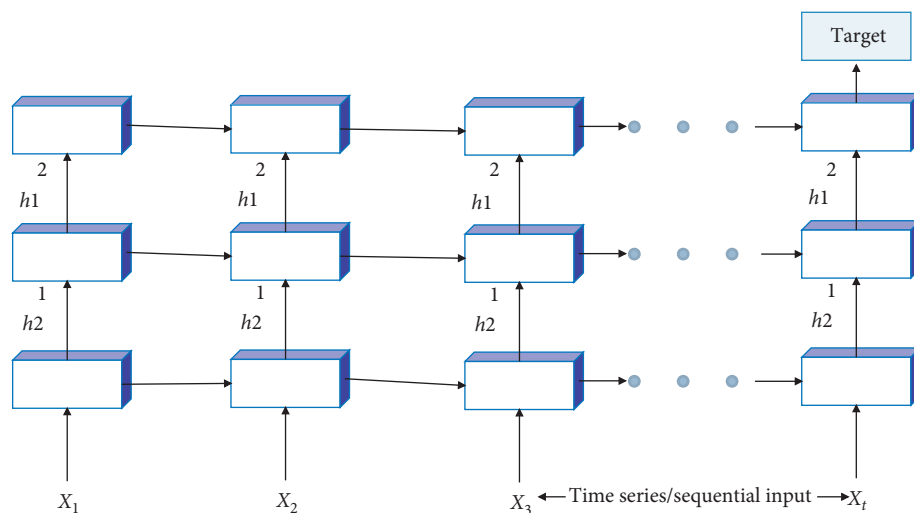 Target
2 2 2 2
h1 h1 h1 h1
1 1 1 1
h2 h2 h2 h2
X₁ X₂ X₃ Time series/sequential input Xₜ